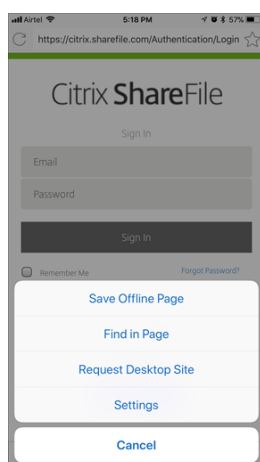 Airtel 5:18 PM 57%
https://citrix.sharefile.com/Authentication/Login
Citrix ShareFile
Sign In
Email
Password
Sign In
Remember Me Forgot Password?
Save Offline Page
Find in Page
Request Desktop Site
Settings
Cancel